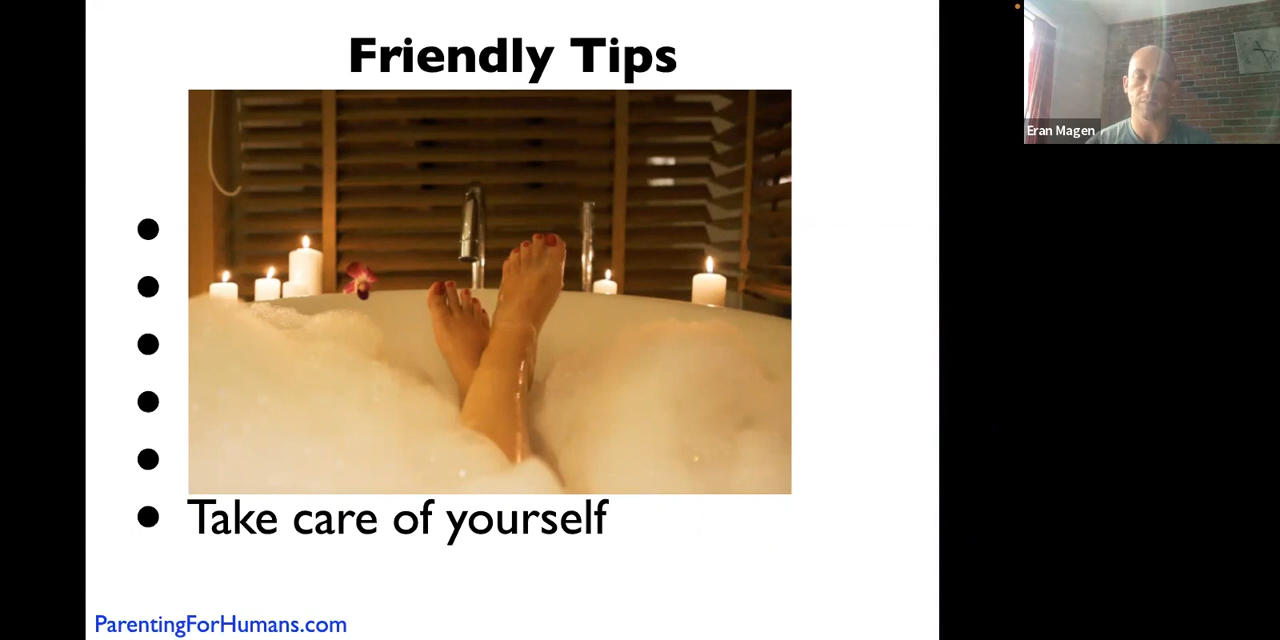 Friendly Tips
Eran Magen
Take care of yourself
ParentingForHumans.com